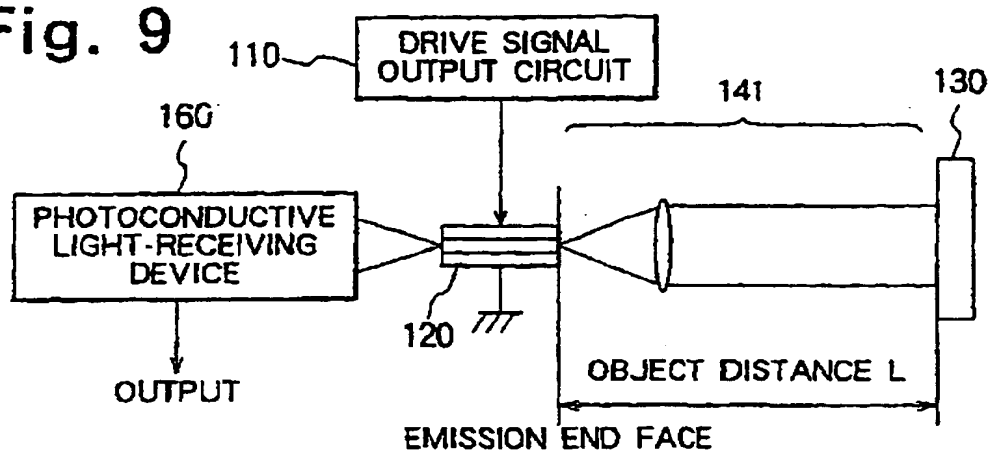 Fig. 9
110
DRIVE SIGNAL
OUTPUT CIRCUIT
141
130
160
PHOTOCONDUCTIVE
LIGHT-RECEIVING
DEVICE
120
OUTPUT
OBJECT DISTANCE L
EMISSION END FACE